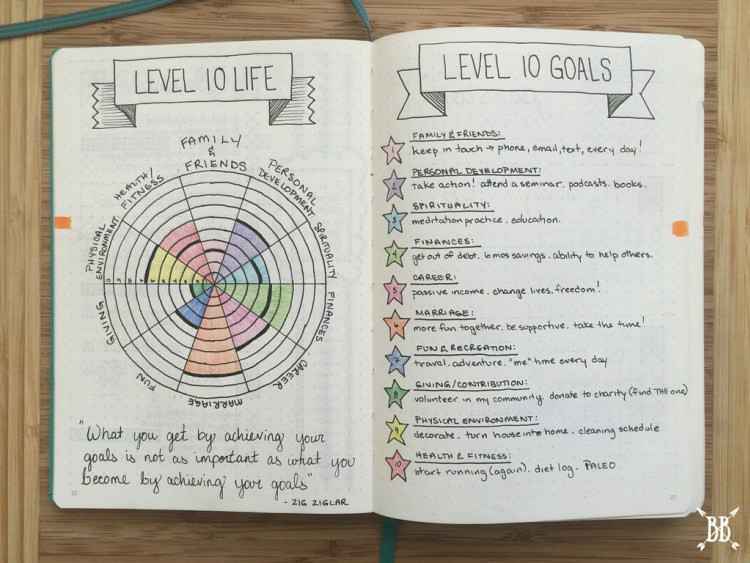 LEVEL 10 LIFE
FAMILY
&
FRIENDS
PERSONAL
DEVELOPMENT
SPIRITUALITY
FINANCES
CAREER
MARRIAGE
FUN
GIVING
PHYSICAL
ENVIRONMENT
HEALTH/
FITNESS
"What you get by achieving your
goals is not as important as what you
become by achieving your goals"
- ZIG ZIGLAR
LEVEL 10 GOALS
1 FAMILY & FRIENDS:
keep in touch → phone, email, text, every day!
2 PERSONAL DEVELOPMENT:
take action! attend a seminar. podcasts. books.
3 SPIRITUALITY:
meditation practice. education.
4 FINANCES:
get out of debt. 6 mos savings. ability to help others.
5 CAREER:
passive income. change lives. freedom!
6 MARRIAGE:
more fun together. be supportive. take the time!
7 FUN & RECREATION:
travel. adventure. "me" time every day
8 GIVING/CONTRIBUTION:
volunteer in my community. donate to charity (find THE one)
9 PHYSICAL ENVIRONMENT:
decorate. turn house into home. cleaning schedule
10 HEALTH & FITNESS:
start running (again). diet log. PALEO
BB